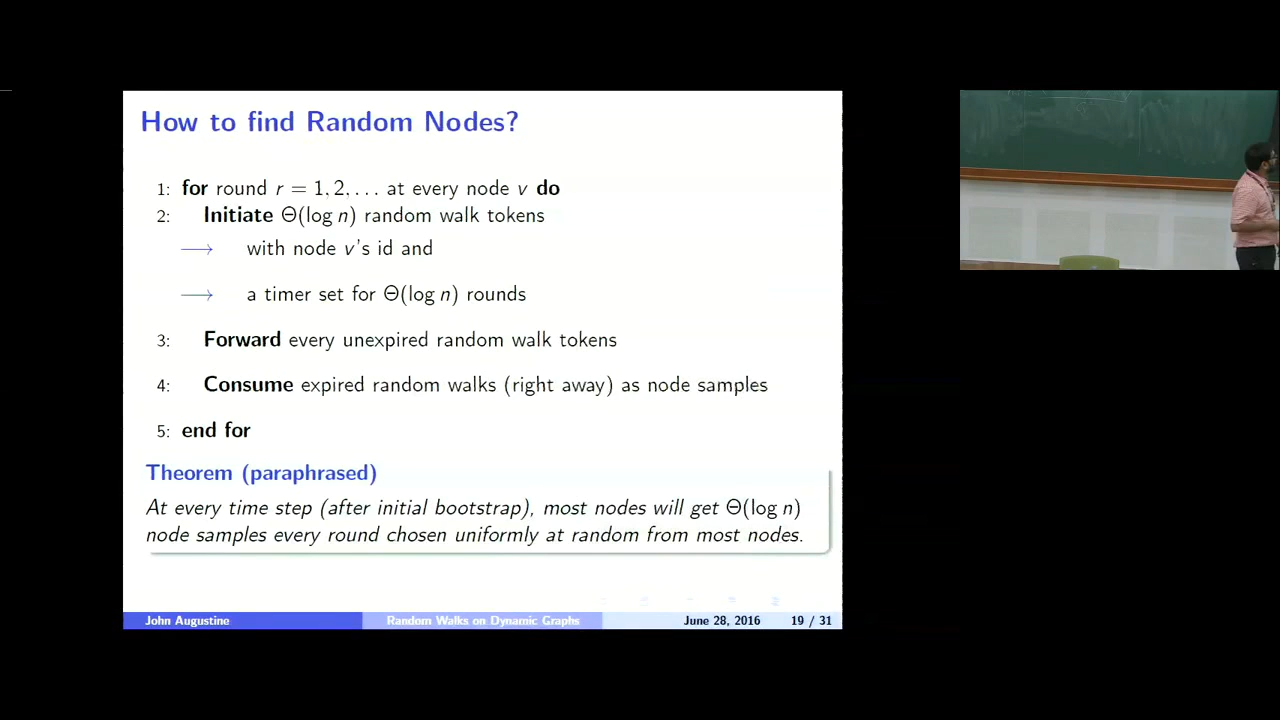 How to find Random Nodes?
1: for round r = 1, 2, . . . at every node v do
2: Initiate Θ(log n) random walk tokens
⟶ with node v's id and
⟶ a timer set for Θ(log n) rounds
3: Forward every unexpired random walk tokens
4: Consume expired random walks (right away) as node samples
5: end for
Theorem (paraphrased)
At every time step (after initial bootstrap), most nodes will get Θ(log n)
node samples every round chosen uniformly at random from most nodes.
John Augustine Random Walks on Dynamic Graphs June 28, 2016 19 / 31